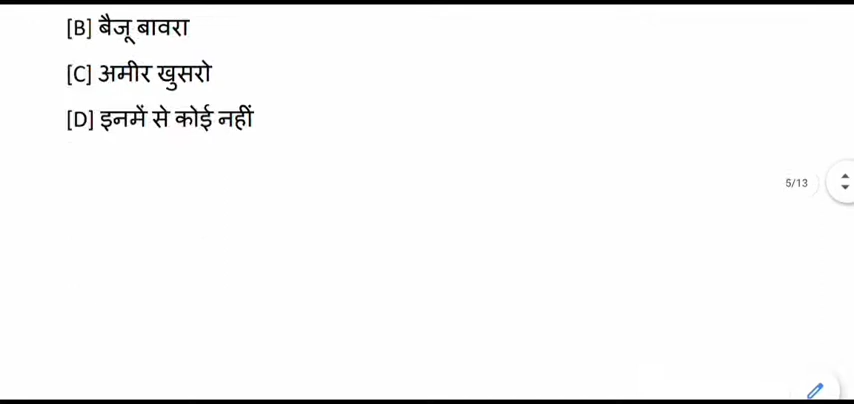 [B] बैजू बावरा
[C] अमीर खुसरो
[D] इनमें से कोई नहीं
5/13